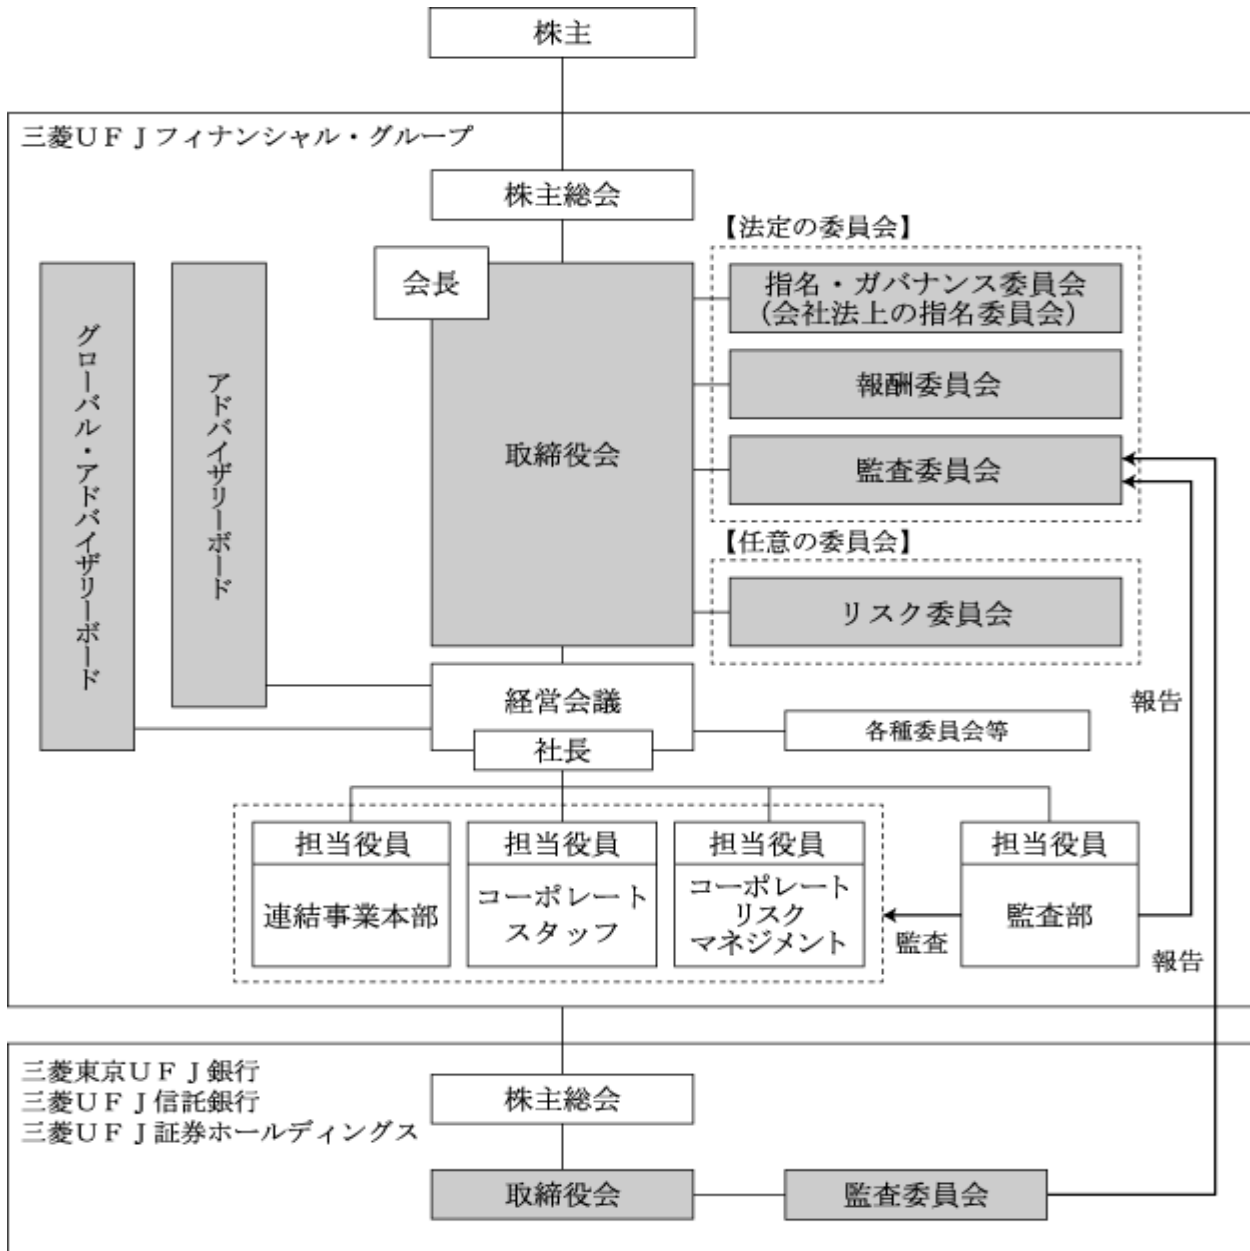 株主
三菱ＵＦＪフィナンシャル・グループ
株主総会
【法定の委員会】
会長
指名・ガバナンス委員会
（会社法上の指名委員会）
グローバル・アドバイザリーボード
アドバイザリーボード
報酬委員会
取締役会
監査委員会
【任意の委員会】
リスク委員会
経営会議
報告
各種委員会等
社長
担当役員
担当役員
担当役員
担当役員
連結事業本部
コーポレート
スタッフ
コーポレート
リスク
マネジメント
監査部
監査
報告
三菱東京ＵＦＪ銀行
三菱ＵＦＪ信託銀行
三菱ＵＦＪ証券ホールディングス
株主総会
取締役会
監査委員会